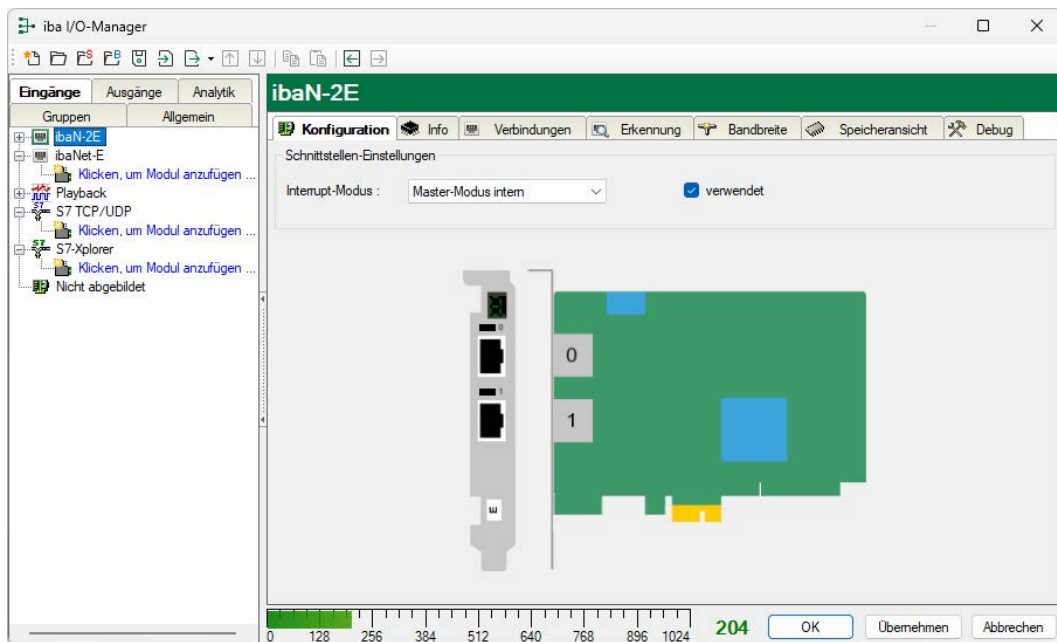 iba I/O-Manager
Eingänge Ausgänge Analytik
Gruppen Allgemein
ibaN-2E
ibaNet-E
Klicken, um Modul anzufügen ...
Playback
S7 TCP/UDP
Klicken, um Modul anzufügen ...
S7-Xplorer
Klicken, um Modul anzufügen ...
Nicht abgebildet
ibaN-2E
Konfiguration Info Verbindungen Erkennung Bandbreite Speicheransicht Debug
Schnittstellen-Einstellungen
Interrupt-Modus : Master-Modus intern verwendet
0
0
1
1
E
0 128 256 384 512 640 768 896 1024 204 OK Übernehmen Abbrechen